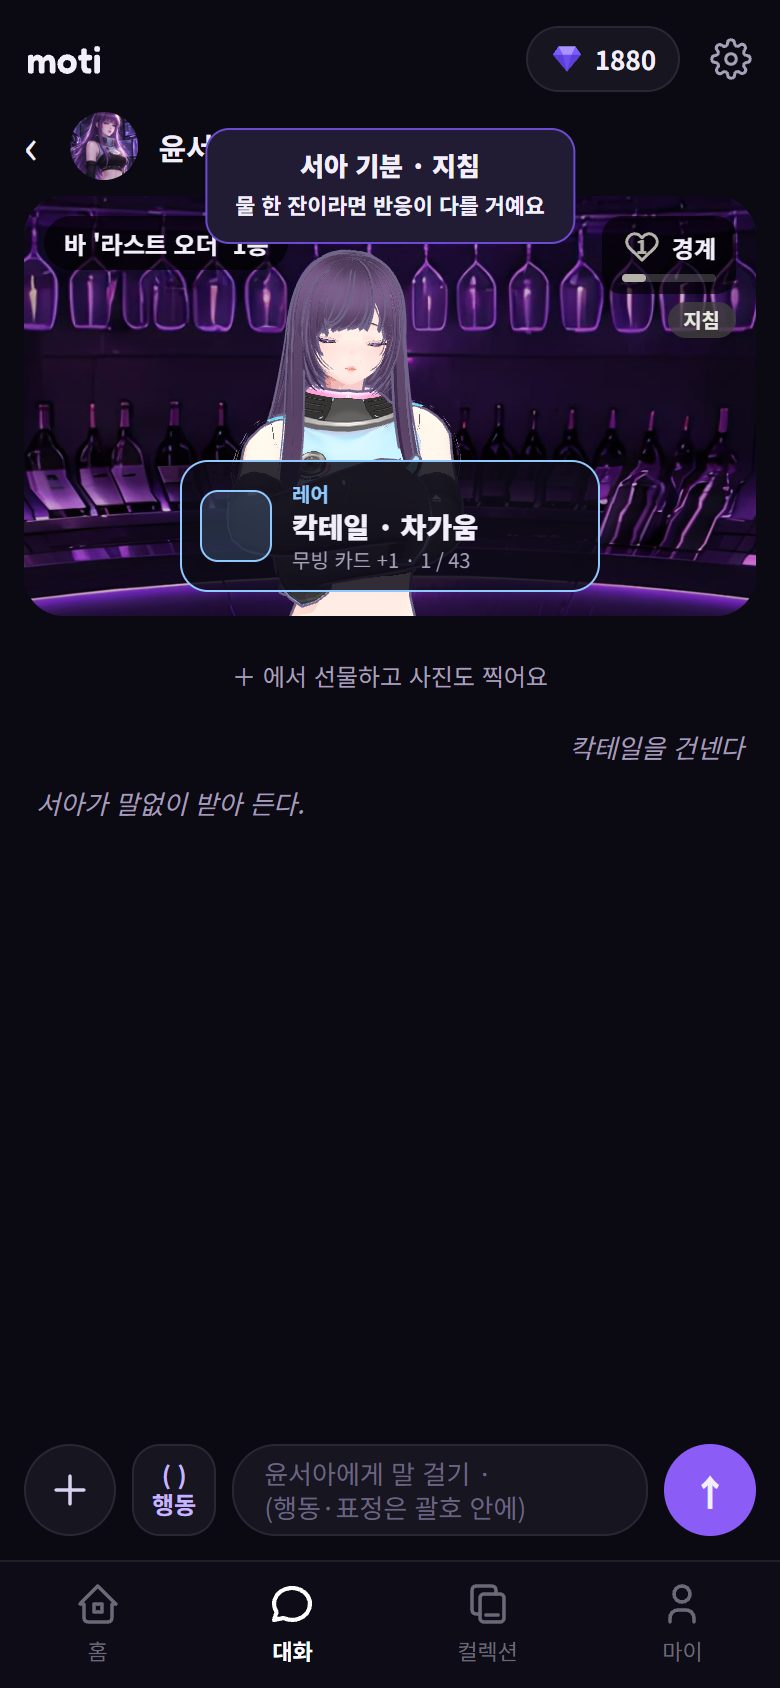 moti
1880
윤서
서아 기분 · 지침
물 한 잔이라면 반응이 다를 거예요
바 '라스트 오더' 1층
1
경계
지침
레어
칵테일 · 차가움
무빙 카드 +1 · 1 / 43
+ 에서 선물하고 사진도 찍어요
칵테일을 건넨다
서아가 말없이 받아 든다.
( )
행동
윤서아에게 말 걸기 ·
(행동·표정은 괄호 안에)
홈
대화
컬렉션
마이